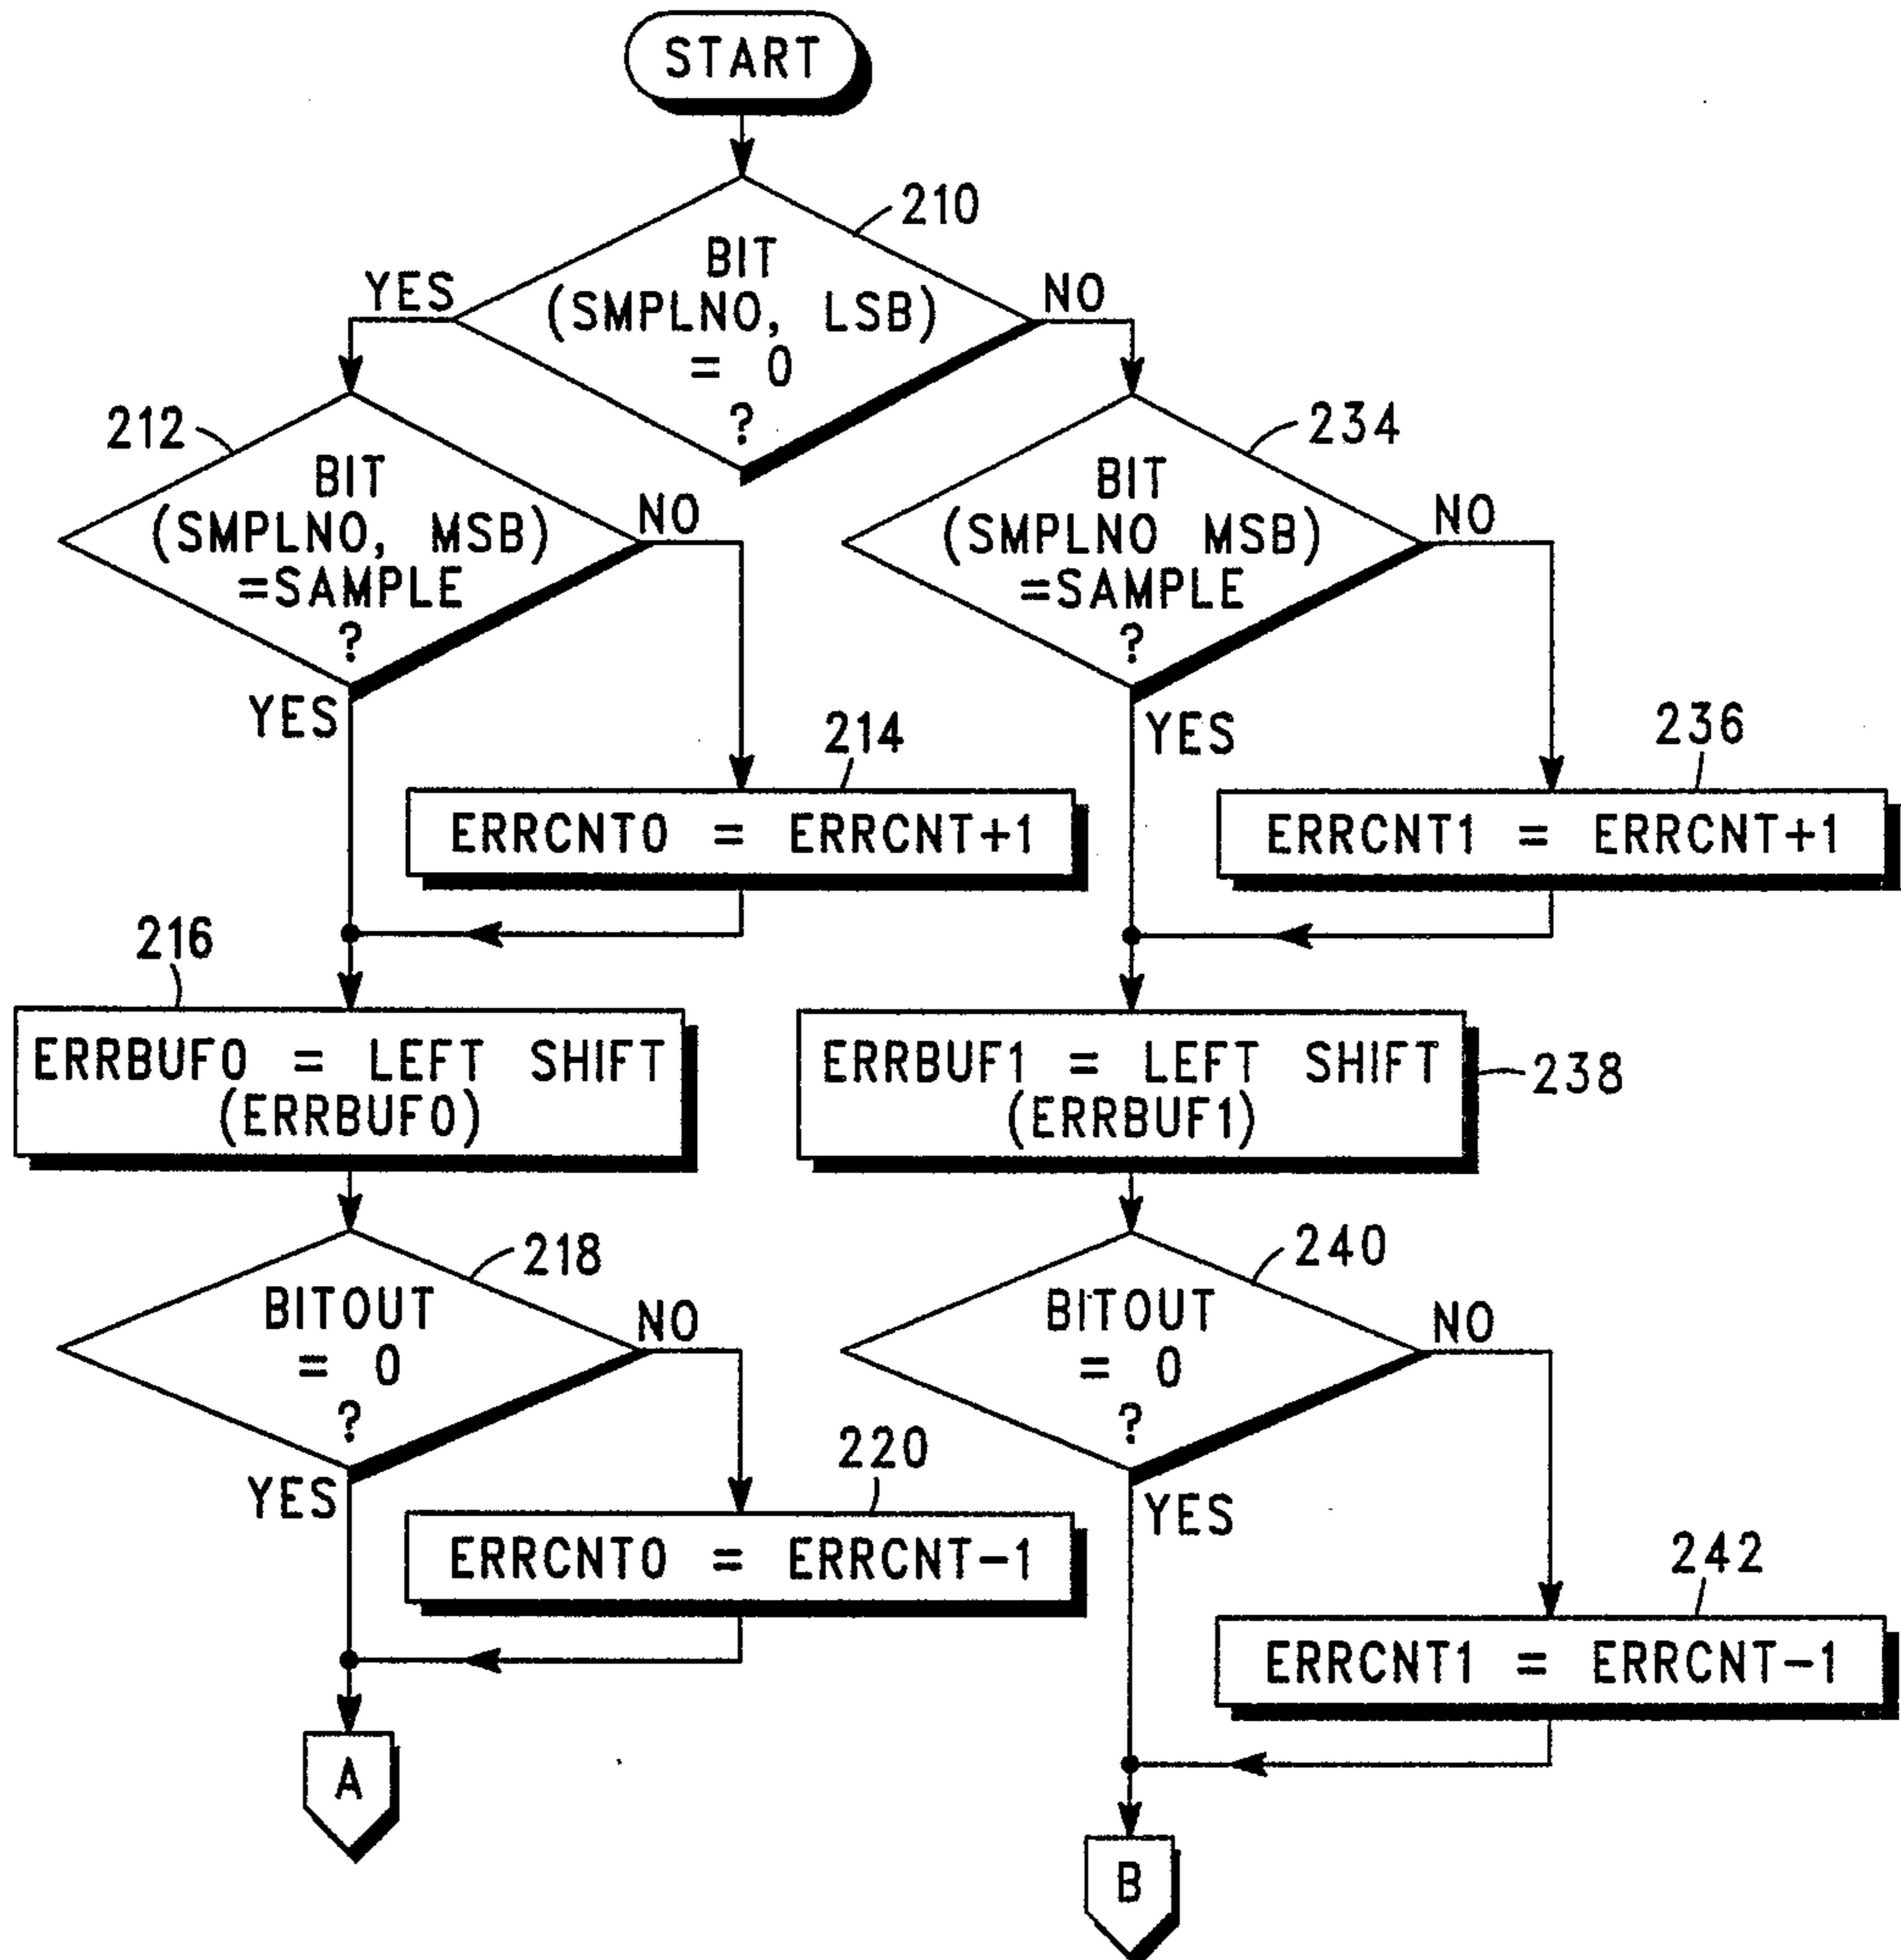 START
210
BIT
(SMPLNO, LSB)
= 0
?
YES
NO
212
BIT
(SMPLNO, MSB)
=SAMPLE
?
NO
YES
234
BIT
(SMPLNO MSB)
=SAMPLE
?
NO
YES
214
ERRCNT0 = ERRCNT+1
236
ERRCNT1 = ERRCNT+1
216
ERRBUF0 = LEFT SHIFT
(ERRBUF0)
ERRBUF1 = LEFT SHIFT
(ERRBUF1)
238
218
BITOUT
= 0
?
NO
YES
240
BITOUT
= 0
?
NO
YES
220
ERRCNT0 = ERRCNT-1
242
ERRCNT1 = ERRCNT-1
A
B